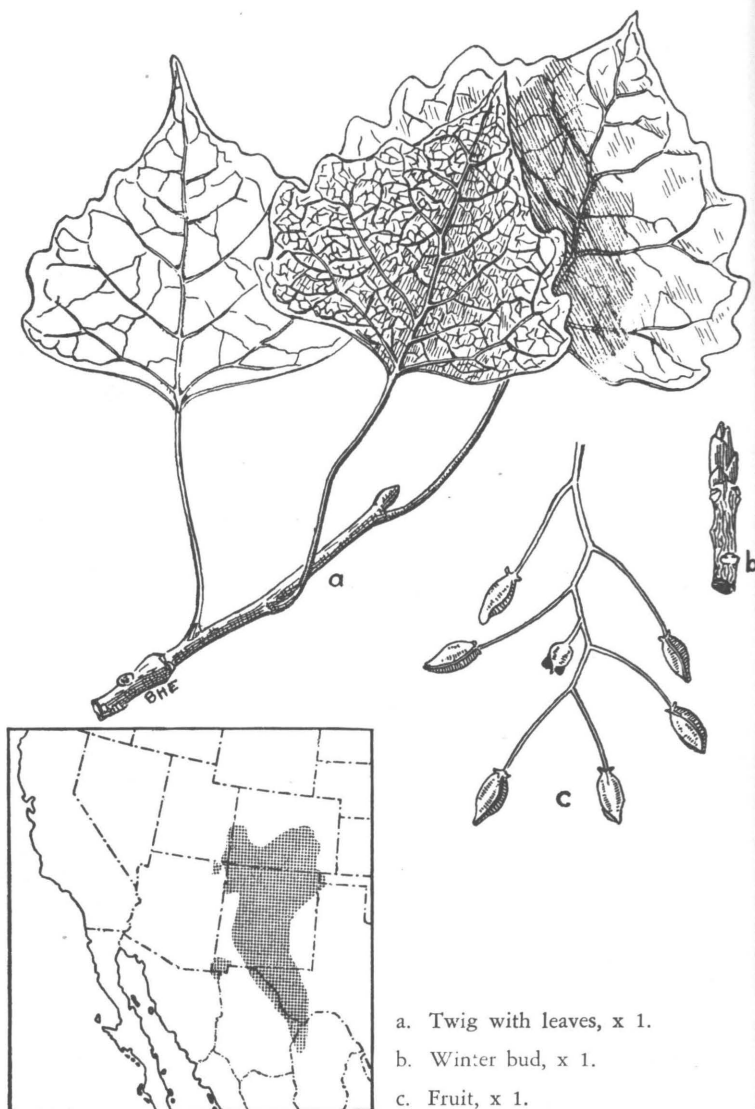 a
BHE
b
c
a. Twig with leaves, x 1.
b. Winter bud, x 1.
c. Fruit, x 1.